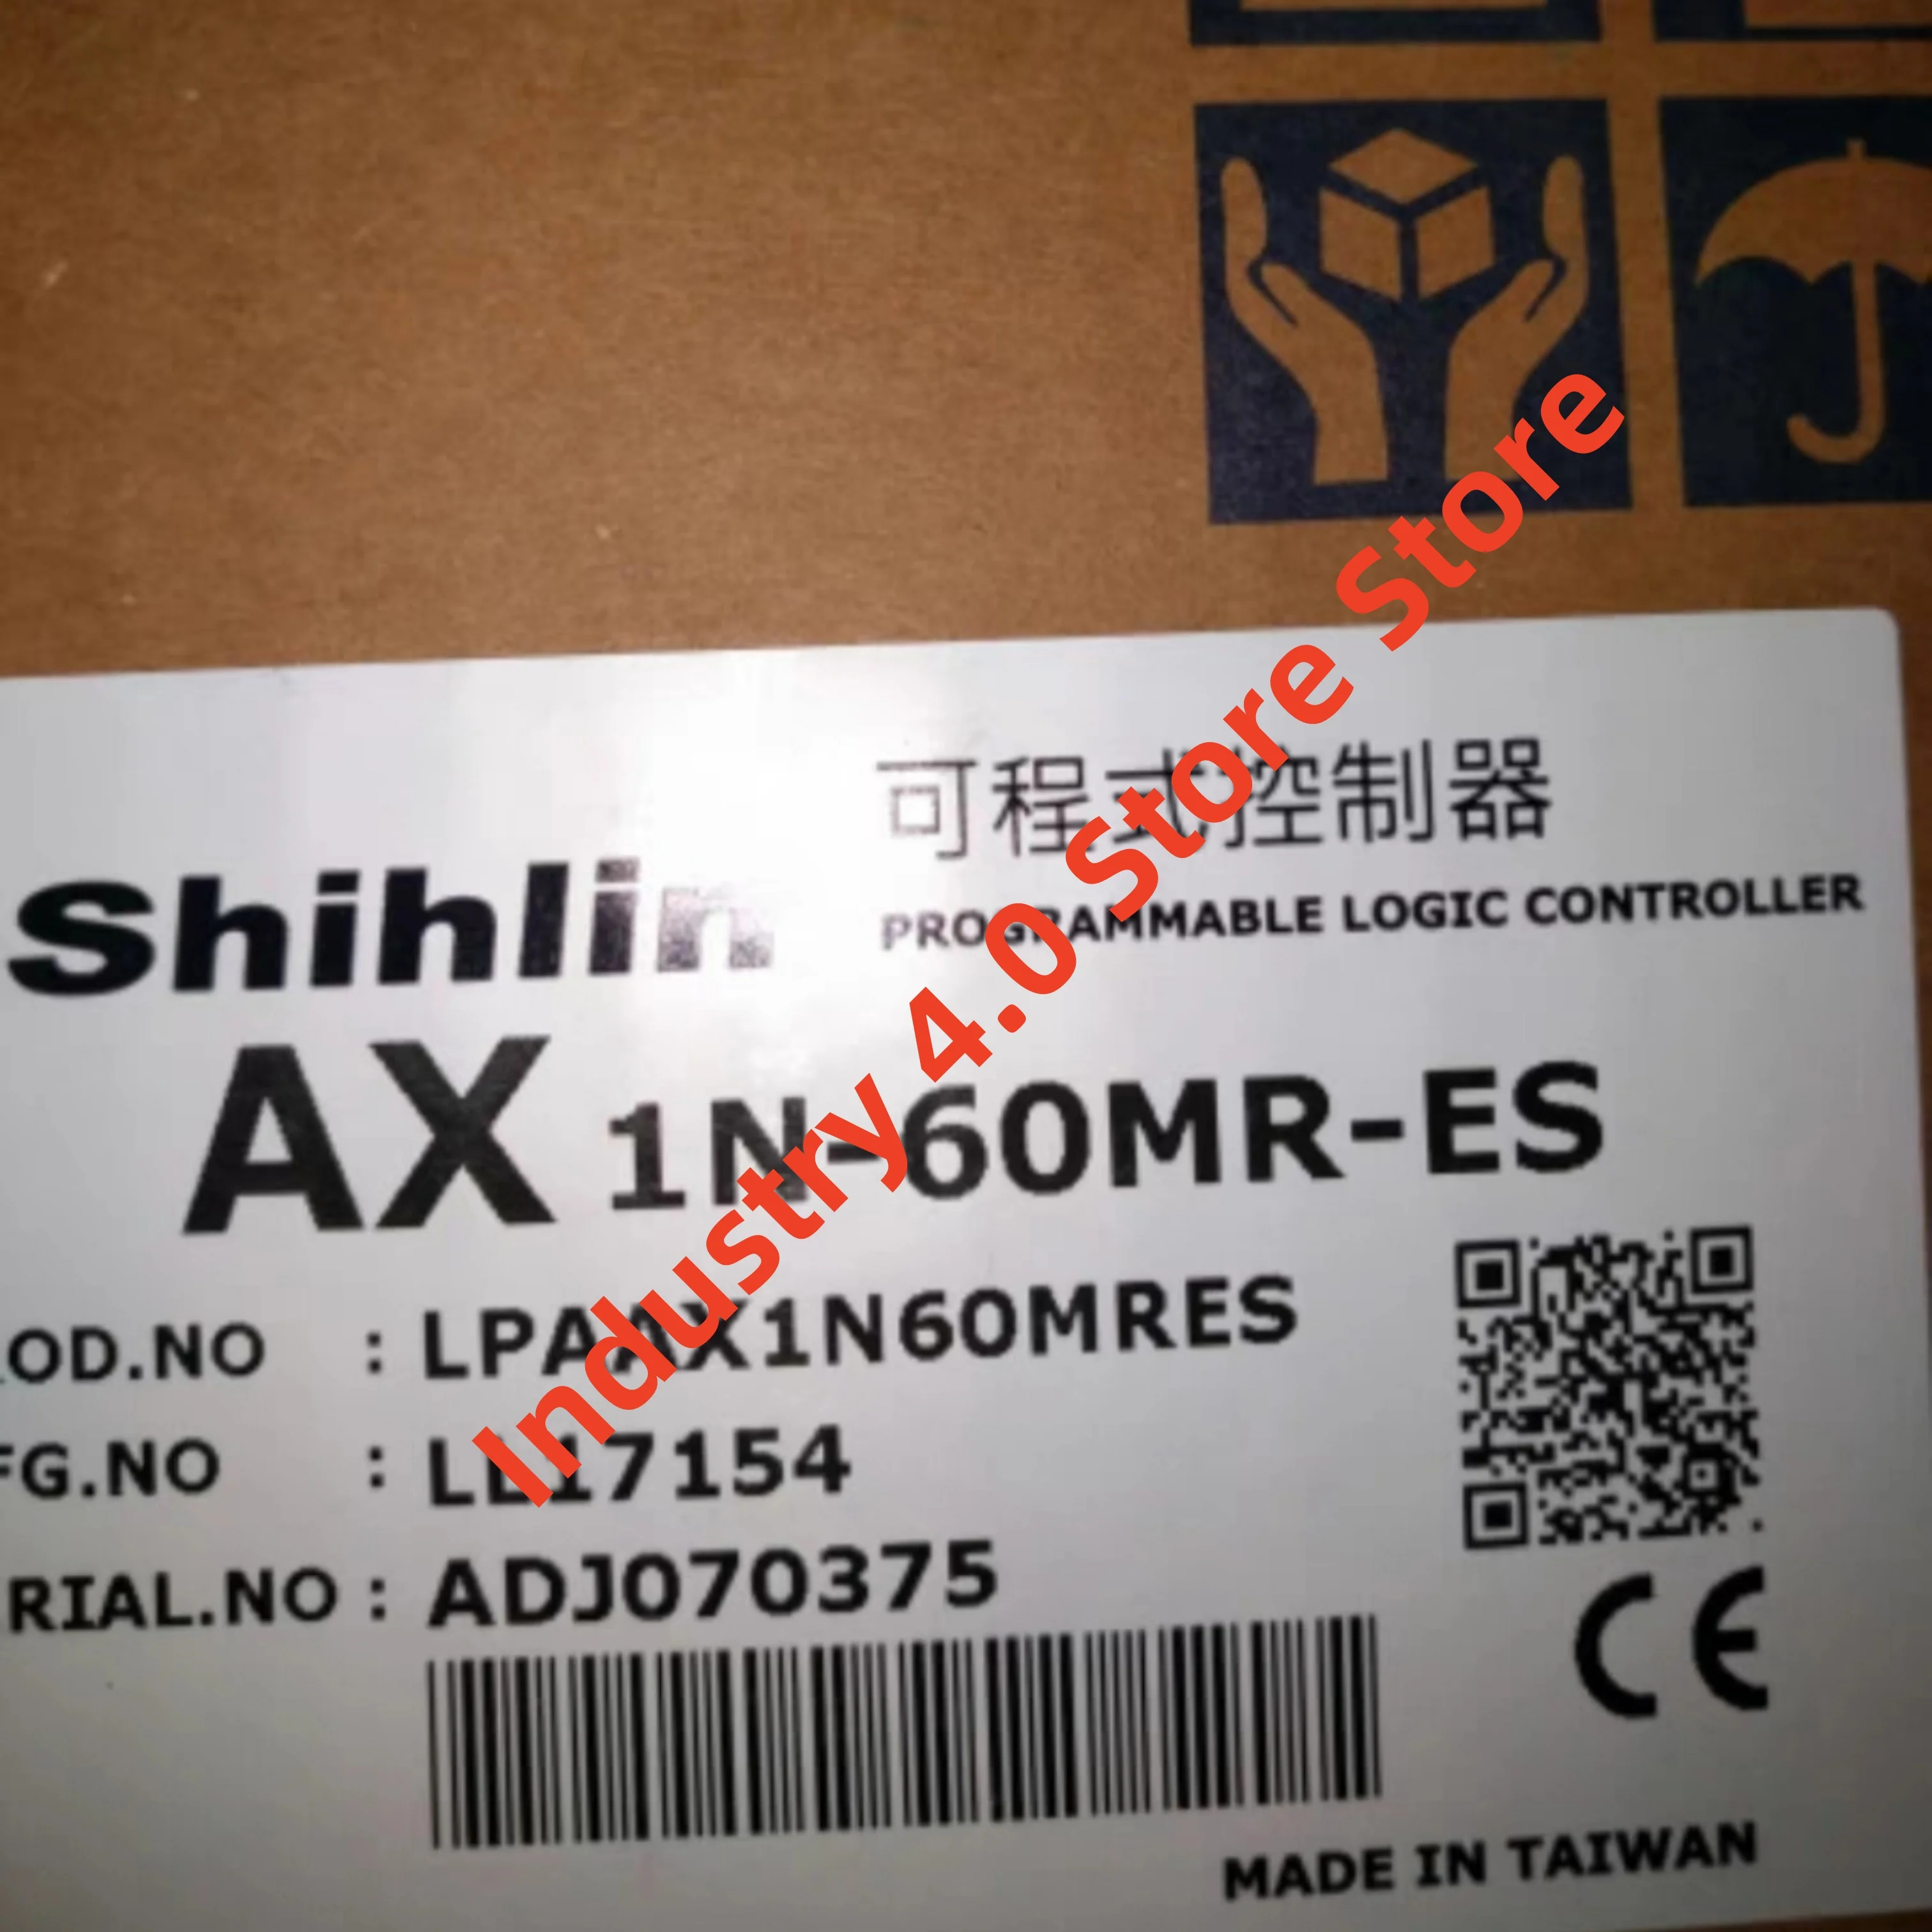 可程式控制器
Shihlin
PROGRAMMABLE LOGIC CONTROLLER
AX 1N-60MR-ES
OD.NO : LPAAX1N60MRES
FG.NO : LL17154
RIAL.NO : ADJ070375
CE
MADE IN TAIWAN
Industry 4.0 Store Store